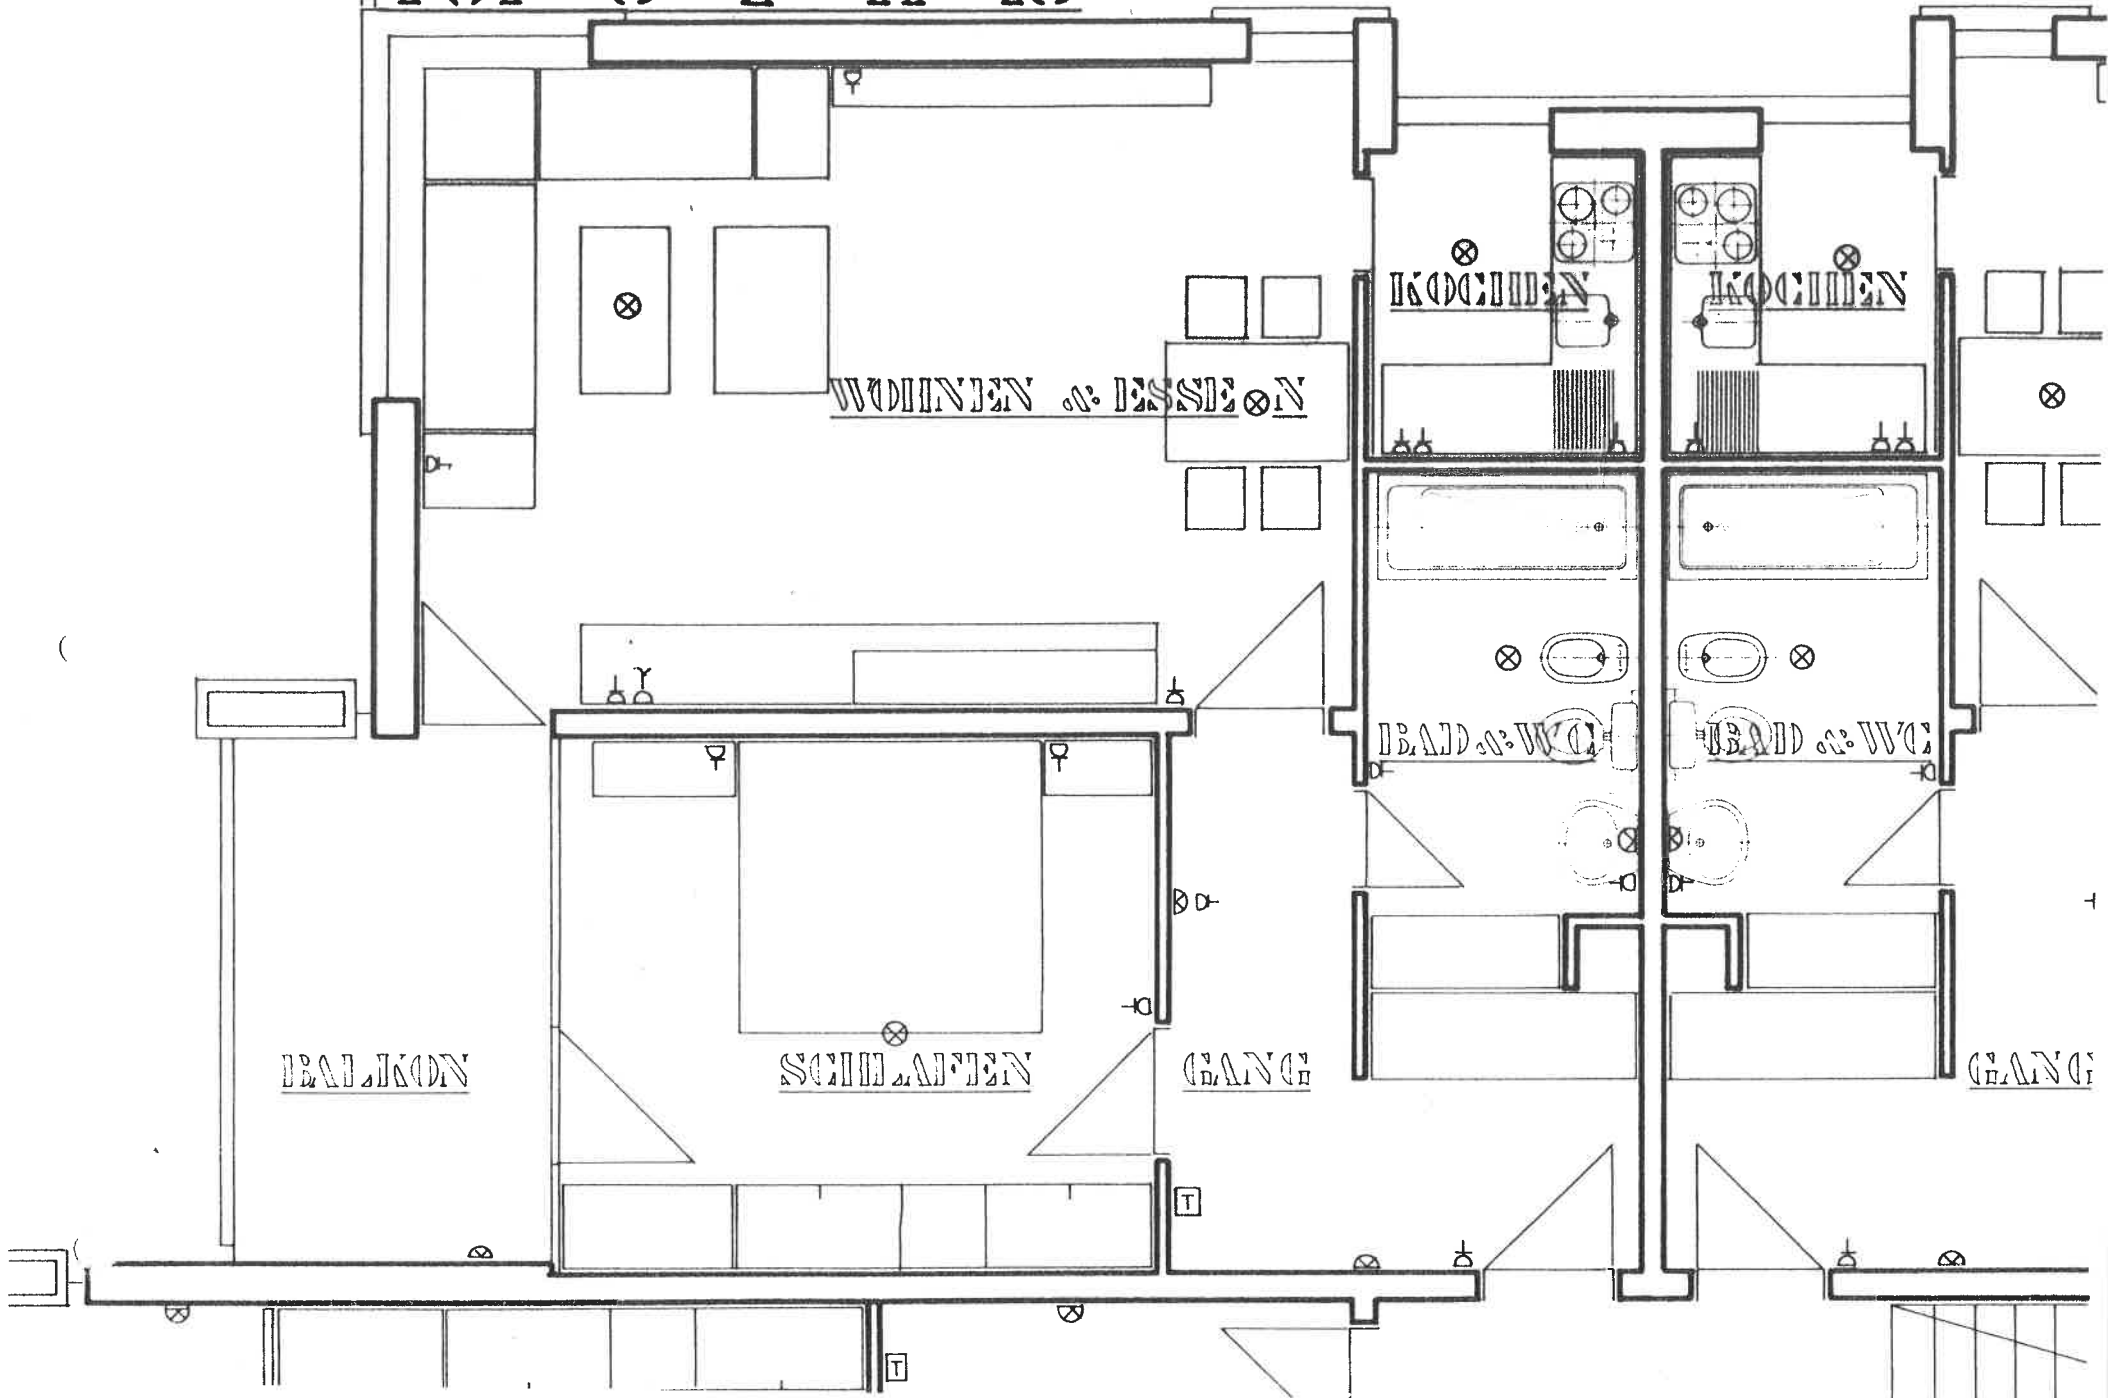 KOCHEN
KOCHEN
WOHNEN & ESSEN
BAD & WC
BAD & WC
BALKON
SCHLAFEN
GANG
GANG
T
T